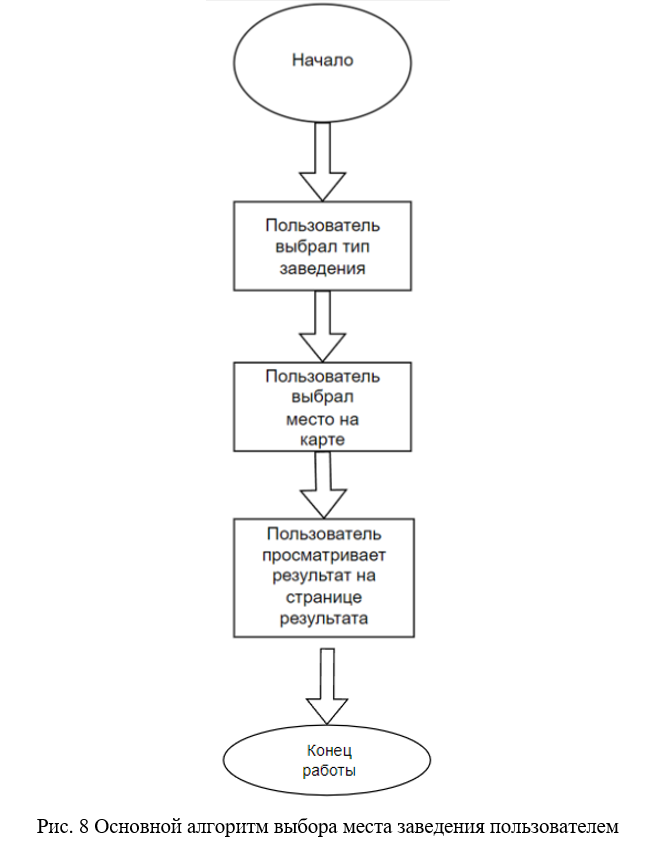 Начало
Пользователь
выбрал тип
заведения
Пользователь
выбрал
место на
карте
Пользователь
просматривает
результат на
странице
результата
Конец
работы
Рис. 8 Основной алгоритм выбора места заведения пользователем